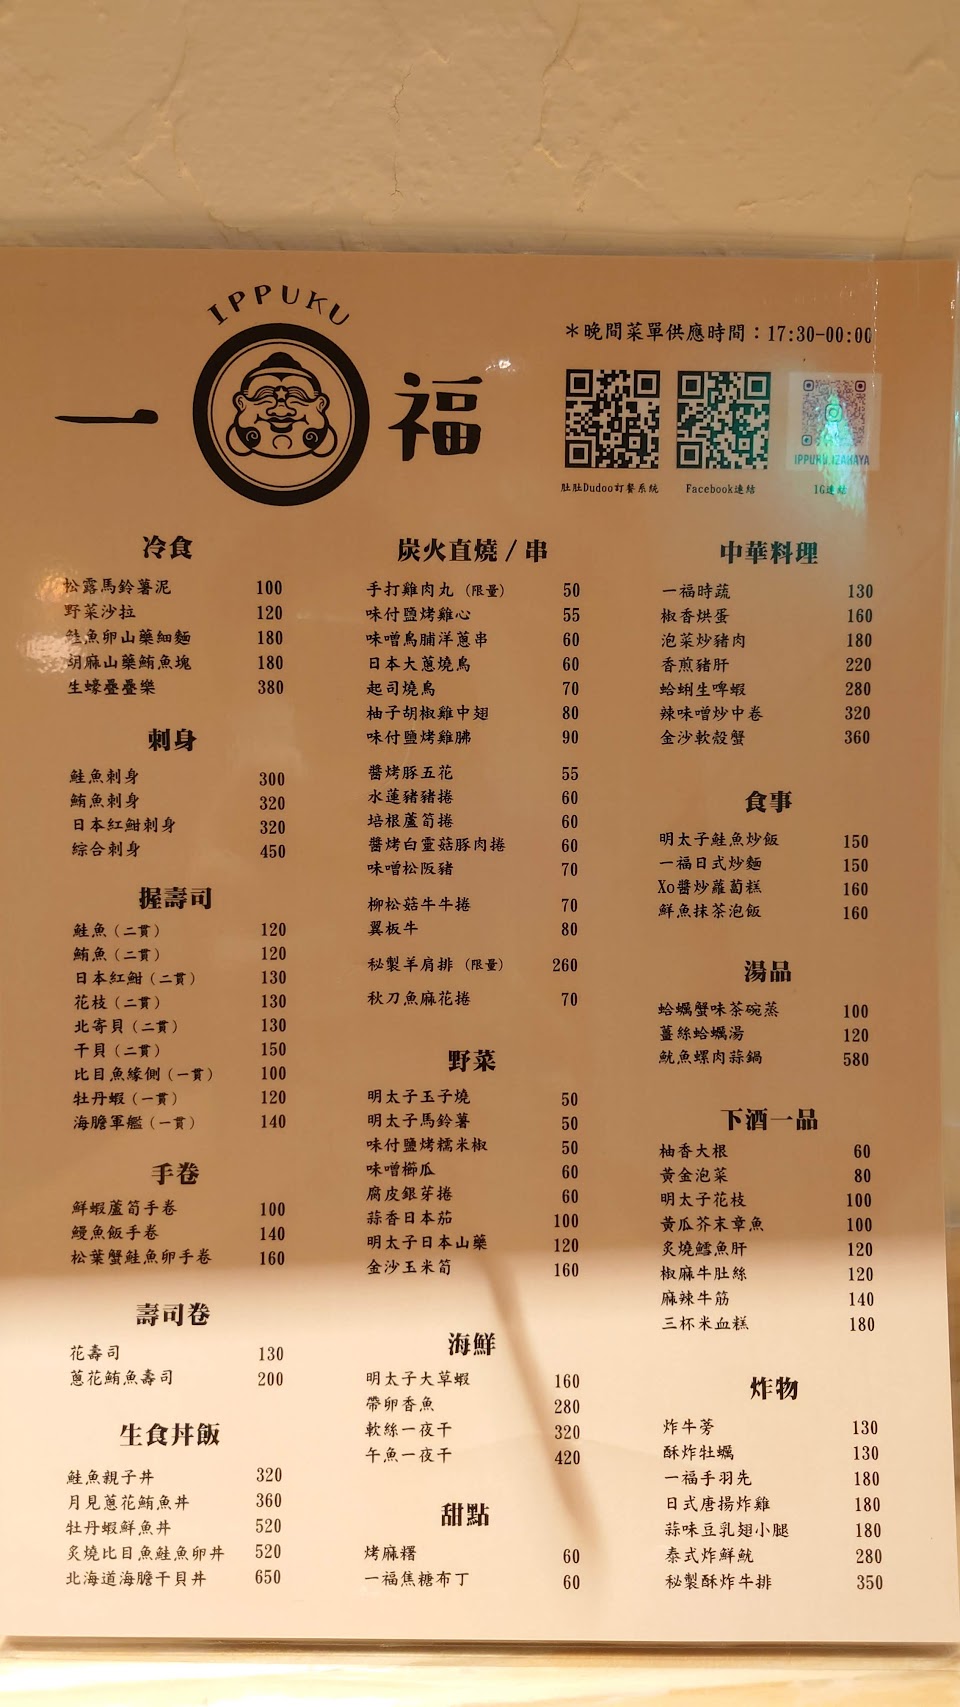 IPPUKU
一福
＊晚間菜單供應時間：17:30-00:00
肚肚Dudoo訂餐系統
Facebook連結
IPPUKU.IZAKAYA
IG連結
冷食
松露馬鈴薯泥 100
野菜沙拉 120
鮭魚卵山藥細麵 180
胡麻山藥鮪魚塊 180
生蠔疊疊樂 380
刺身
鮭魚刺身 300
鮪魚刺身 320
日本紅魽刺身 320
綜合刺身 450
握壽司
鮭魚（二貫） 120
鮪魚（二貫） 120
日本紅魽（二貫） 130
花枝（二貫） 130
北寄貝（二貫） 130
干貝（二貫） 150
比目魚緣側（一貫） 100
牡丹蝦（一貫） 120
海膽軍艦（一貫） 140
手卷
鮮蝦蘆筍手卷 100
鰻魚飯手卷 140
松葉蟹鮭魚卵手卷 160
壽司卷
花壽司 130
蔥花鮪魚壽司 200
生食丼飯
鮭魚親子丼 320
月見蔥花鮪魚丼 360
牡丹蝦鮮魚丼 520
炙燒比目魚鮭魚卵丼 520
北海道海膽干貝丼 650
炭火直燒 / 串
手打雞肉丸（限量） 50
味付鹽烤雞心 55
味噌鳥脯洋蔥串 60
日本大蔥燒鳥 60
起司燒鳥 70
柚子胡椒雞中翅 80
味付鹽烤雞胇 90
醬烤豚五花 55
水蓮豬豬捲 60
培根蘆筍捲 60
醬烤白靈菇豚肉捲 60
味噌松阪豬 70
柳松菇牛牛捲 70
翼板牛 80
秘製羊肩排（限量） 260
秋刀魚麻花捲 70
野菜
明太子玉子燒 50
明太子馬鈴薯 50
味付鹽烤糯米椒 50
味噌櫛瓜 60
腐皮銀芽捲 60
蒜香日本茄 100
明太子日本山藥 120
金沙玉米筍 160
海鮮
明太子大草蝦 160
帶卵香魚 280
軟絲一夜干 320
午魚一夜干 420
甜點
烤麻糬 60
一福焦糖布丁 60
中華料理
一福時蔬 130
椒香烘蛋 160
泡菜炒豬肉 180
香煎豬肝 220
蛤蜊生啤蝦 280
辣味噌炒中卷 320
金沙軟殼蟹 360
食事
明太子鮭魚炒飯 150
一福日式炒麵 150
Xo醬炒蘿蔔糕 160
鮮魚抹茶泡飯 160
湯品
蛤蠣蟹味茶碗蒸 100
薑絲蛤蠣湯 120
魷魚螺肉蒜鍋 580
下酒一品
柚香大根 60
黃金泡菜 80
明太子花枝 100
黃瓜芥末章魚 100
炙燒鱈魚肝 120
椒麻牛肚絲 120
麻辣牛筋 140
三杯米血糕 180
炸物
炸牛蒡 130
酥炸牡蠣 130
一福手羽先 180
日式唐揚炸雞 180
蒜味豆乳翅小腿 180
泰式炸鮮魷 280
秘製酥炸牛排 350